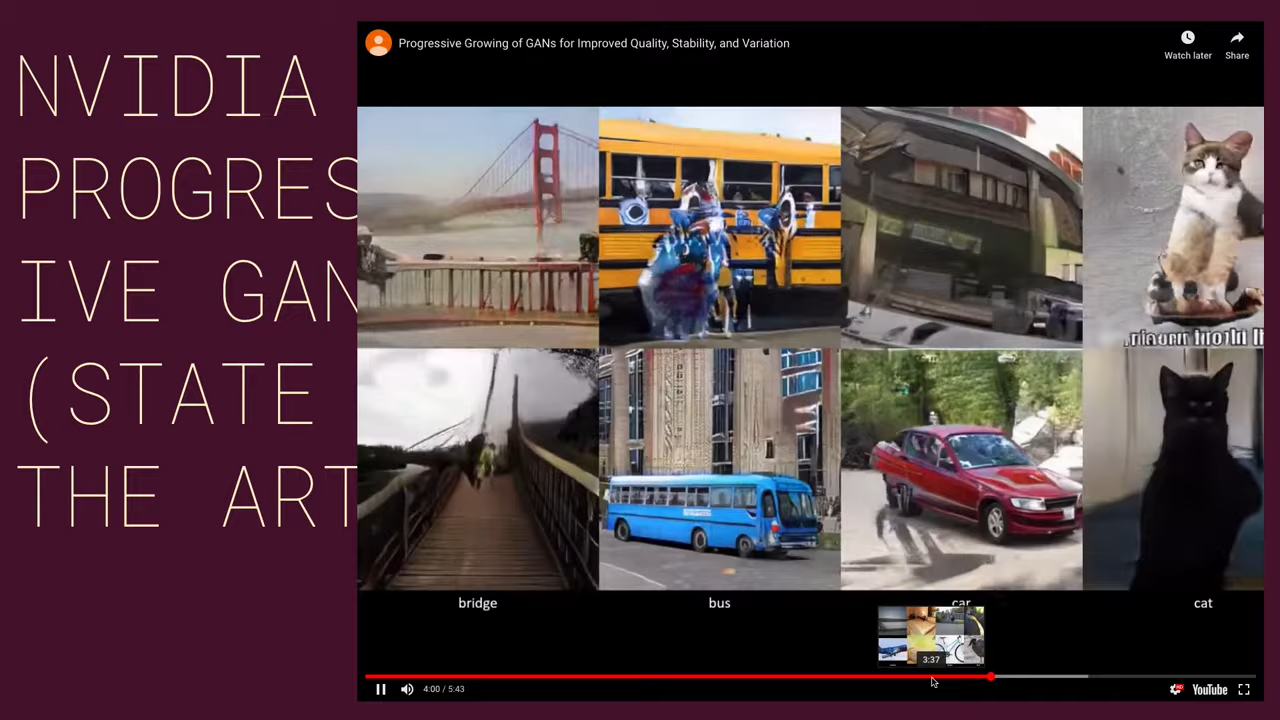 NVIDIA
PROGRES
IVE GAN
(STATE
THE ART
Progressive Growing of GANs for Improved Quality, Stability, and Variation
Watch later
Share
bridge
bus
car
cat
3:37
4:00 / 5:43
HD
YouTube